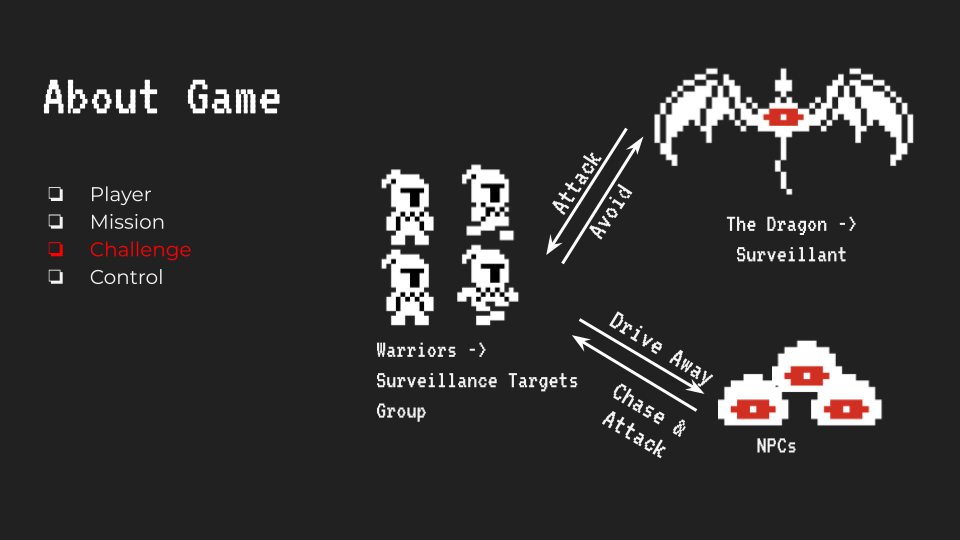 About Game
Player
Mission
Challenge
Control
Attack
Avoid
The Dragon ->
Surveillant
Warriors ->
Surveillance Targets
Group
Drive Away
Chase &
Attack
NPCs